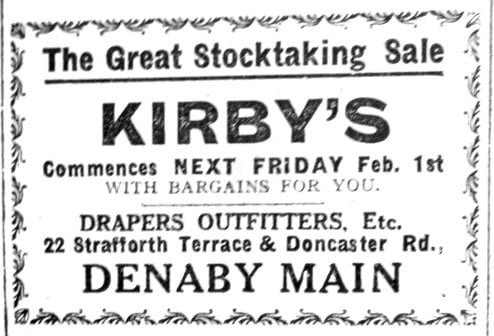 The Great Stocktaking Sale
KIRBY'S
Commences NEXT FRIDAY Feb. 1st
WITH BARGAINS FOR YOU.
DRAPERS OUTFITTERS, Etc.
22 Strafforth Terrace & Doncaster Rd.,
DENABY MAIN